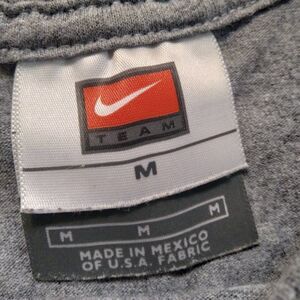 TEAM
M
M M M
MADE IN MEXICO
OF U.S.A. FABRIC